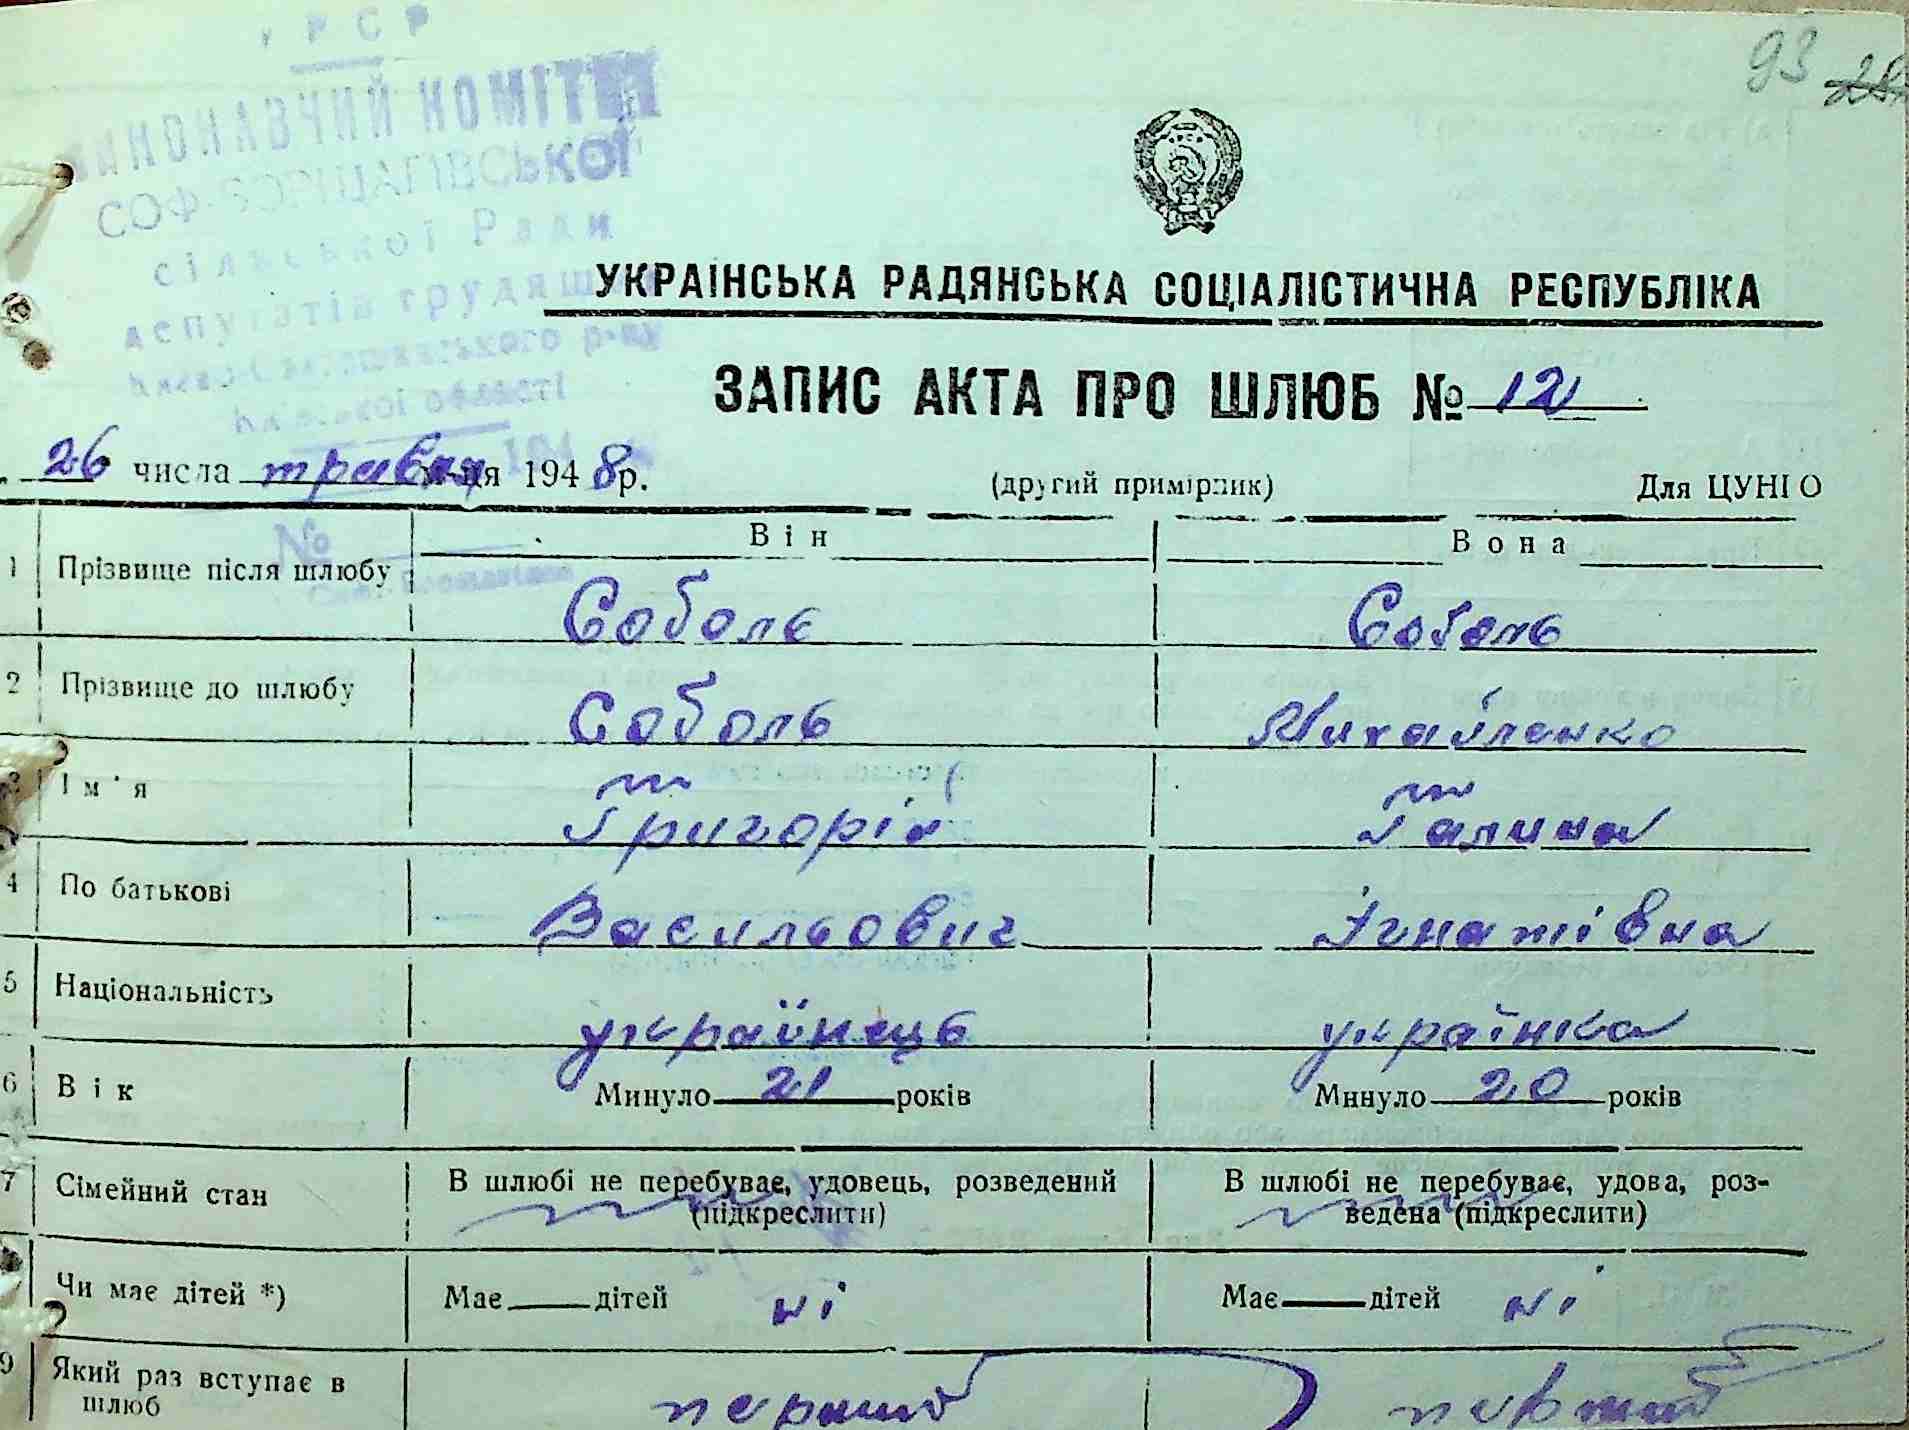 УРСР
ВИКОНАВЧИЙ КОМІТЕТ
СОФ-БОРЩАГІВСЬКОЇ
сільської Ради
депутатів трудящих
Києво-Святошинського р-ну
Київської області
93 28
УКРАЇНСЬКА РАДЯНСЬКА СОЦІАЛІСТИЧНА РЕСПУБЛІКА
ЗАПИС АКТА ПРО ШЛЮБ № 12
26 числа травня м-ця 1948 р. (другий примірник) Для ЦУНГО
№
Він Вона
1 Прізвище після шлюбу Соболь Соболь
2 Прізвище до шлюбу Соболь Михайленко
3 Ім'я Григорій Галина
4 По батькові Васильович Ігнатівна
5 Національність українець українка
6 Вік Минуло 21 років Минуло 20 років
7 Сімейний стан В шлюбі не перебуває, удовець, розведений (підкреслити) В шлюбі не перебуває, удова, роз-
ведена (підкреслити)
Чи має дітей *) Має дітей ні Має дітей ні
9 Який раз вступає в
шлюб перший перший